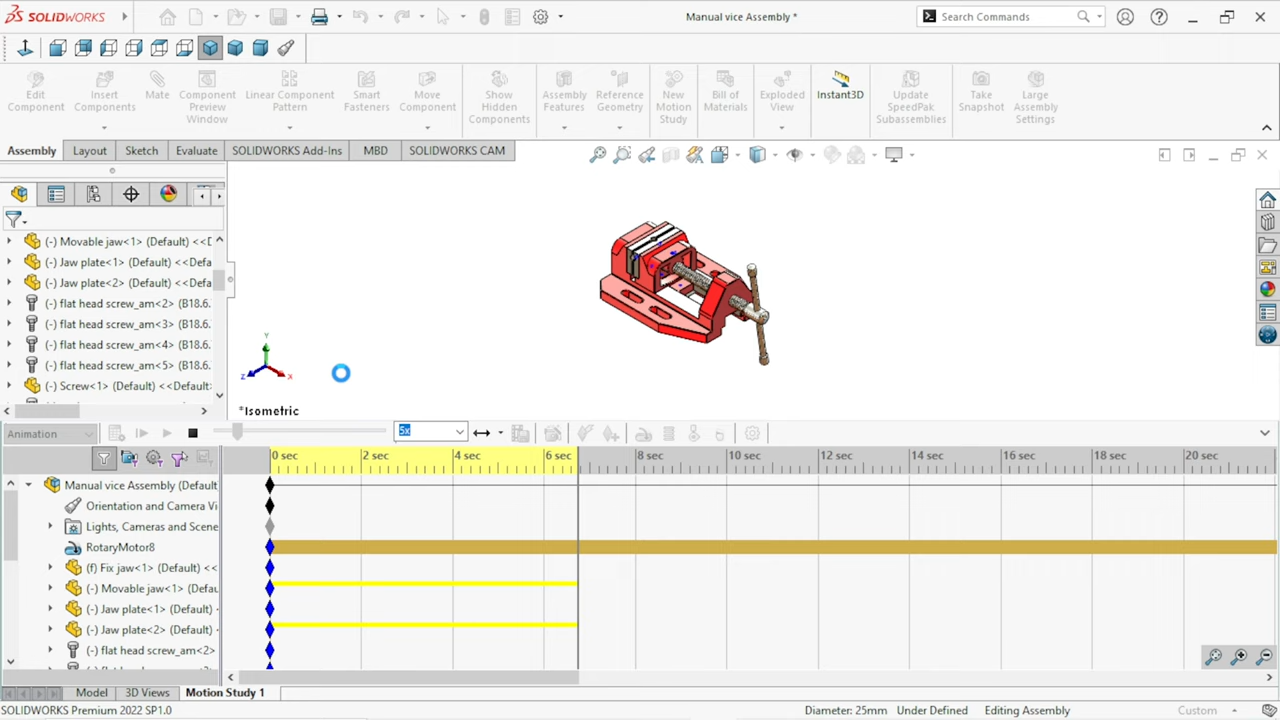 SOLIDWORKS
Manual vice Assembly *
Search Commands
Edit Component
Insert Components
Mate
Component Preview Window
Linear Component Pattern
Smart Fasteners
Move Component
Show Hidden Components
Assembly Features
Reference Geometry
New Motion Study
Bill of Materials
Exploded View
Instant3D
Update SpeedPak Subassemblies
Take Snapshot
Large Assembly Settings
Assembly
Layout
Sketch
Evaluate
SOLIDWORKS Add-Ins
MBD
SOLIDWORKS CAM
(-) Movable jaw<1> (Default) <<D
(-) Jaw plate<1> (Default) <<Defa
(-) Jaw plate<2> (Default) <<Defa
(-) flat head screw_am<2> (B18.6.
(-) flat head screw_am<3> (B18.6.
(-) flat head screw_am<4> (B18.6.
(-) flat head screw_am<5> (B18.6.
(-) Screw<1> (Default) <<Default
Y
Z
X
*Isometric
Animation
5x
0 sec
2 sec
4 sec
6 sec
8 sec
10 sec
12 sec
14 sec
16 sec
18 sec
20 sec
Manual vice Assembly (Default
Orientation and Camera Vi
Lights, Cameras and Scene
RotaryMotor8
(f) Fix jaw<1> (Default) <<
(-) Movable jaw<1> (Defau
(-) Jaw plate<1> (Default)
(-) Jaw plate<2> (Default)
(-) flat head screw_am<2>
Model
3D Views
Motion Study 1
SOLIDWORKS Premium 2022 SP1.0
Diameter: 25mm
Under Defined
Editing Assembly
Custom